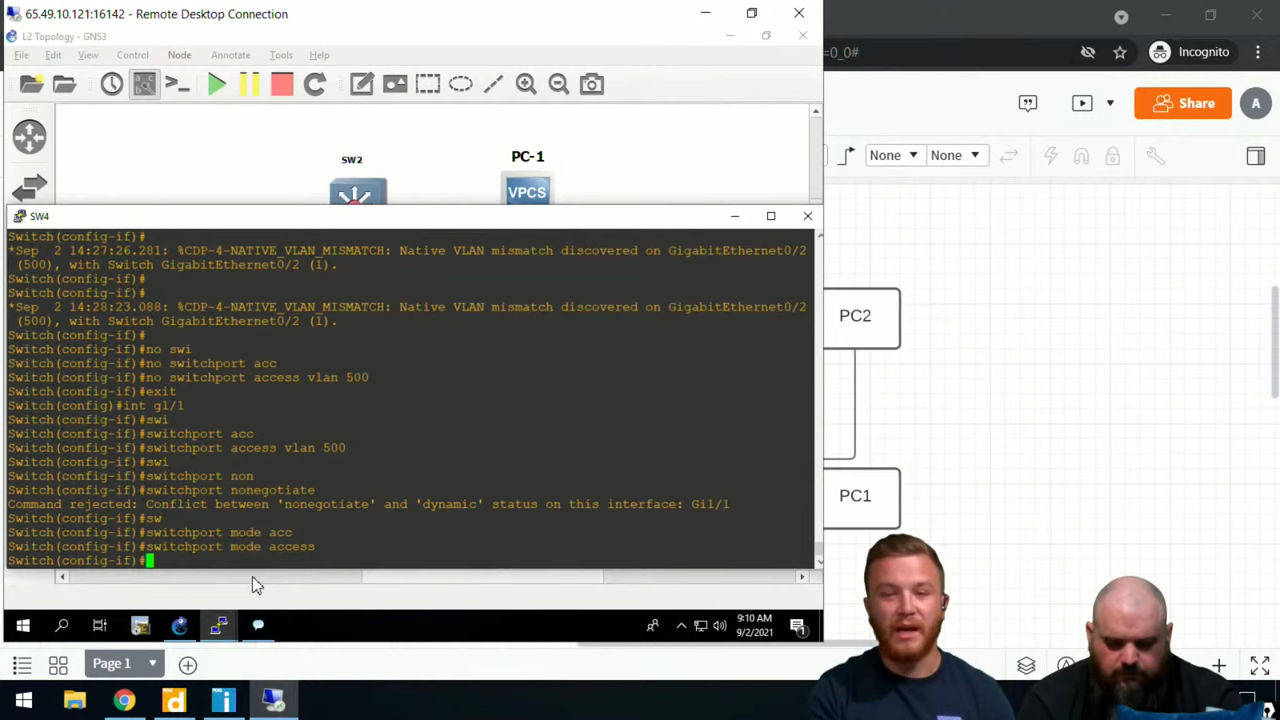 65.49.10.121:16142 - Remote Desktop Connection
L2 Topology - GNS3
File Edit View Control Node Annotate Tools Help
=0_0#
Incognito
Share
A
None
None
SW2
PC-1
VPCS
SW4
Switch(config-if)#
*Sep  2 14:27:26.281: %CDP-4-NATIVE_VLAN_MISMATCH: Native VLAN mismatch discovered on GigabitEthernet0/2
(500), with Switch GigabitEthernet0/2 (1).
Switch(config-if)#
Switch(config-if)#
*Sep  2 14:28:23.088: %CDP-4-NATIVE_VLAN_MISMATCH: Native VLAN mismatch discovered on GigabitEthernet0/2
(500), with Switch GigabitEthernet0/2 (1).
Switch(config-if)#
Switch(config-if)#no swi
Switch(config-if)#no switchport acc
Switch(config-if)#no switchport access vlan 500
Switch(config-if)#exit
Switch(config)#int g1/1
Switch(config-if)#swi
Switch(config-if)#switchport acc
Switch(config-if)#switchport access vlan 500
Switch(config-if)#swi
Switch(config-if)#switchport non
Switch(config-if)#switchport nonegotiate
Command rejected: Conflict between 'nonegotiate' and 'dynamic' status on this interface: Gi1/1
Switch(config-if)#sw
Switch(config-if)#switchport mode acc
Switch(config-if)#switchport mode access
Switch(config-if)#
PC2
PC1
9:10 AM
9/2/2021
1
Page 1